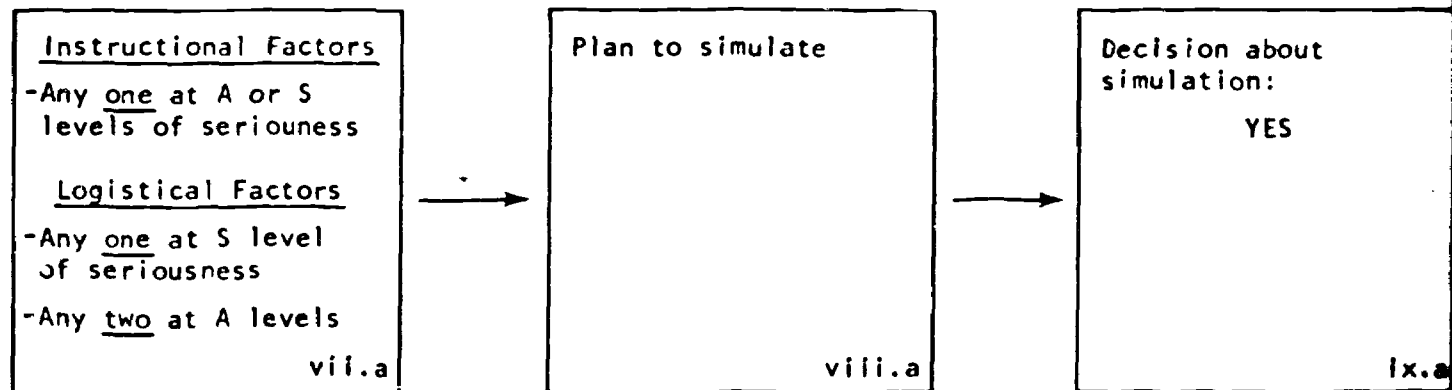 Instructional Factors
-Any one at A or S
levels of seriouness
Logistical Factors
-Any one at S level
of seriousness
-Any two at A levels
vii.a
Plan to simulate
viii.a
Decision about
simulation:
YES
ix.a